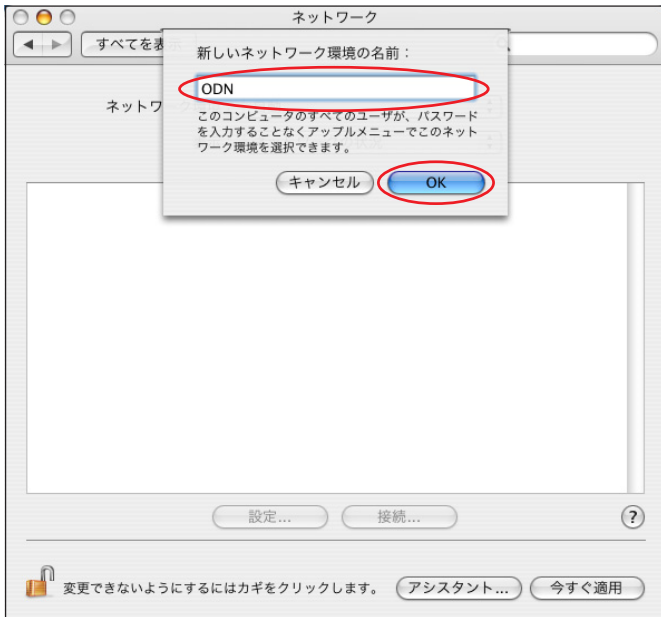 ネットワーク
すべてを表
新しいネットワーク環境の名前：
ODN
ネットワ
このコンピュータのすべてのユーザが、パスワード
を入力することなくアップルメニューでこのネット
ワーク環境を選択できます。
キャンセル OK
設定... 接続... ?
変更できないようにするにはカギをクリックします。 アシスタント... 今すぐ適用